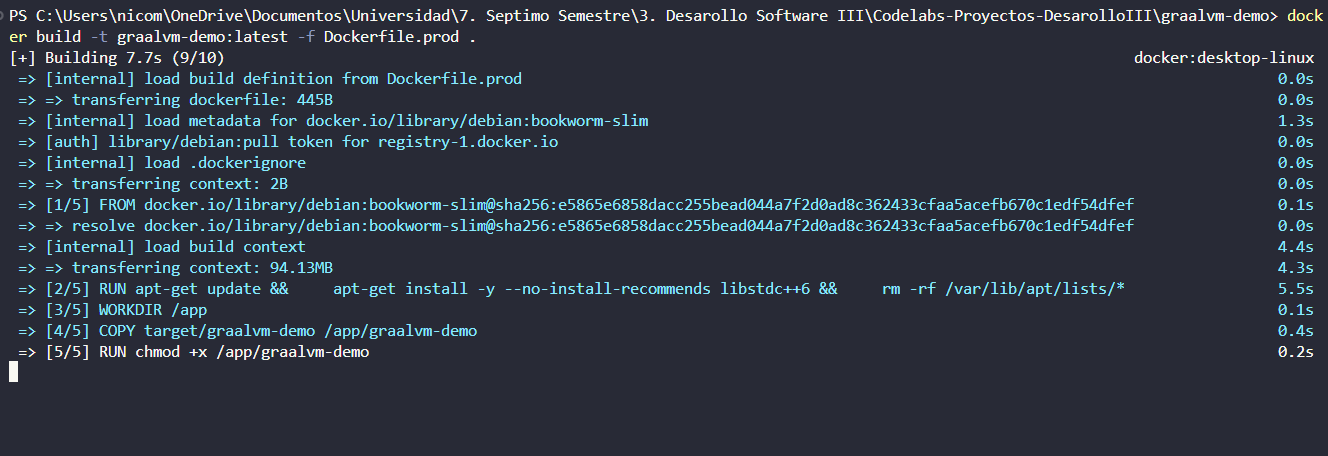 PS C:\Users\nicom\OneDrive\Documentos\Universidad\7. Septimo Semestre\3. Desarollo Software III\Codelabs-Proyectos-DesarolloIII\graalvm-demo> dock
er build -t graalvm-demo:latest -f Dockerfile.prod .
[+] Building 7.7s (9/10) docker:desktop-linux
=> [internal] load build definition from Dockerfile.prod 0.0s
=> => transferring dockerfile: 445B 0.0s
=> [internal] load metadata for docker.io/library/debian:bookworm-slim 1.3s
=> [auth] library/debian:pull token for registry-1.docker.io 0.0s
=> [internal] load .dockerignore 0.0s
=> => transferring context: 2B 0.0s
=> [1/5] FROM docker.io/library/debian:bookworm-slim@sha256:e5865e6858dacc255bead044a7f2d0ad8c362433cfaa5acefb670c1edf54dfef 0.1s
=> => resolve docker.io/library/debian:bookworm-slim@sha256:e5865e6858dacc255bead044a7f2d0ad8c362433cfaa5acefb670c1edf54dfef 0.0s
=> [internal] load build context 4.4s
=> => transferring context: 94.13MB 4.3s
=> [2/5] RUN apt-get update &&     apt-get install -y --no-install-recommends libstdc++6 &&     rm -rf /var/lib/apt/lists/* 5.5s
=> [3/5] WORKDIR /app 0.1s
=> [4/5] COPY target/graalvm-demo /app/graalvm-demo 0.4s
=> [5/5] RUN chmod +x /app/graalvm-demo 0.2s